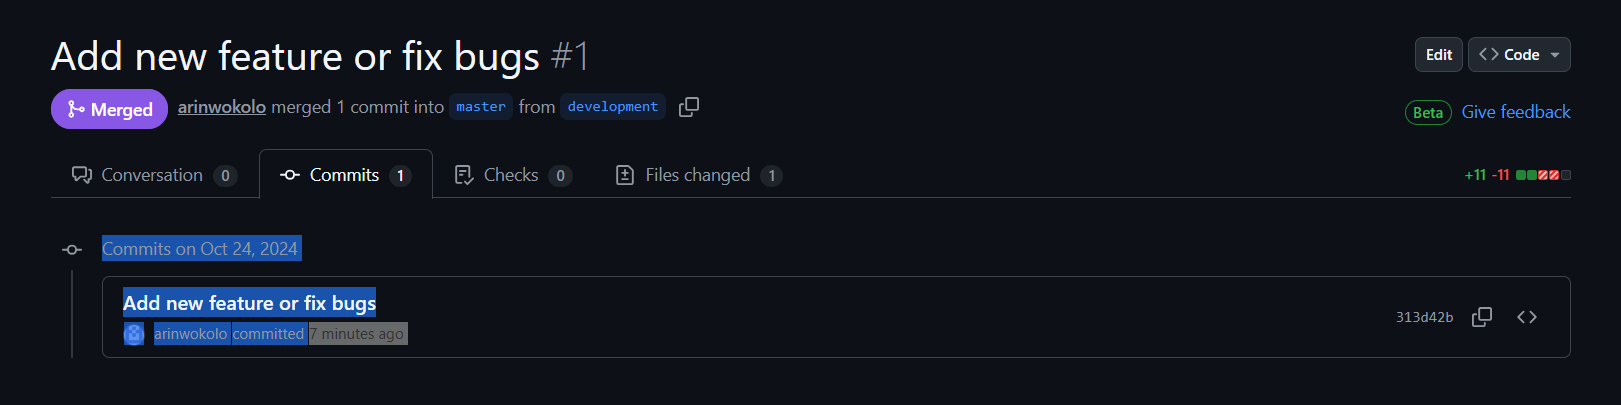 Add new feature or fix bugs #1
Edit
Code
Merged
arinwokolo merged 1 commit into master from development
Beta Give feedback
Conversation 0
Commits 1
Checks 0
Files changed 1
+11 -11
Commits on Oct 24, 2024
Add new feature or fix bugs
arinwokolo committed 7 minutes ago
313d42b